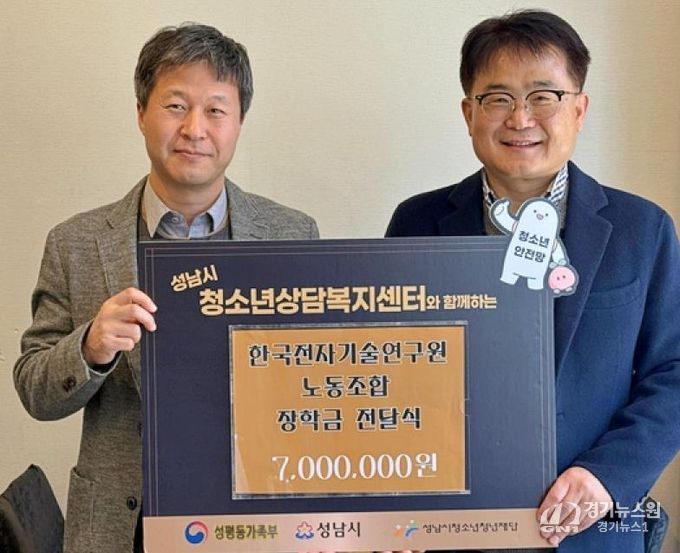 성남시
청소년상담복지센터와 함께하는
청소년
안전망
한국전자기술연구원
노동조합
장학금 전달식
7,000,000원
성평등가족부
성남시
성남시청소년청년재단
GN1
경기뉴스원
경기뉴스1